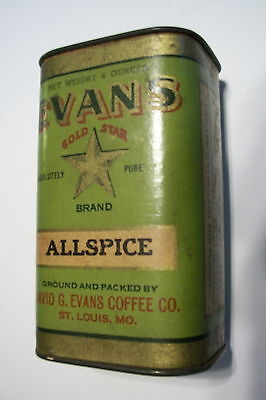 NET WEIGHT 4 OUNCES
EVANS
GOLD STAR
ABSOLUTELY PURE
BRAND
ALLSPICE
GROUND AND PACKED BY
DAVID G. EVANS COFFEE CO.
ST. LOUIS, MO.